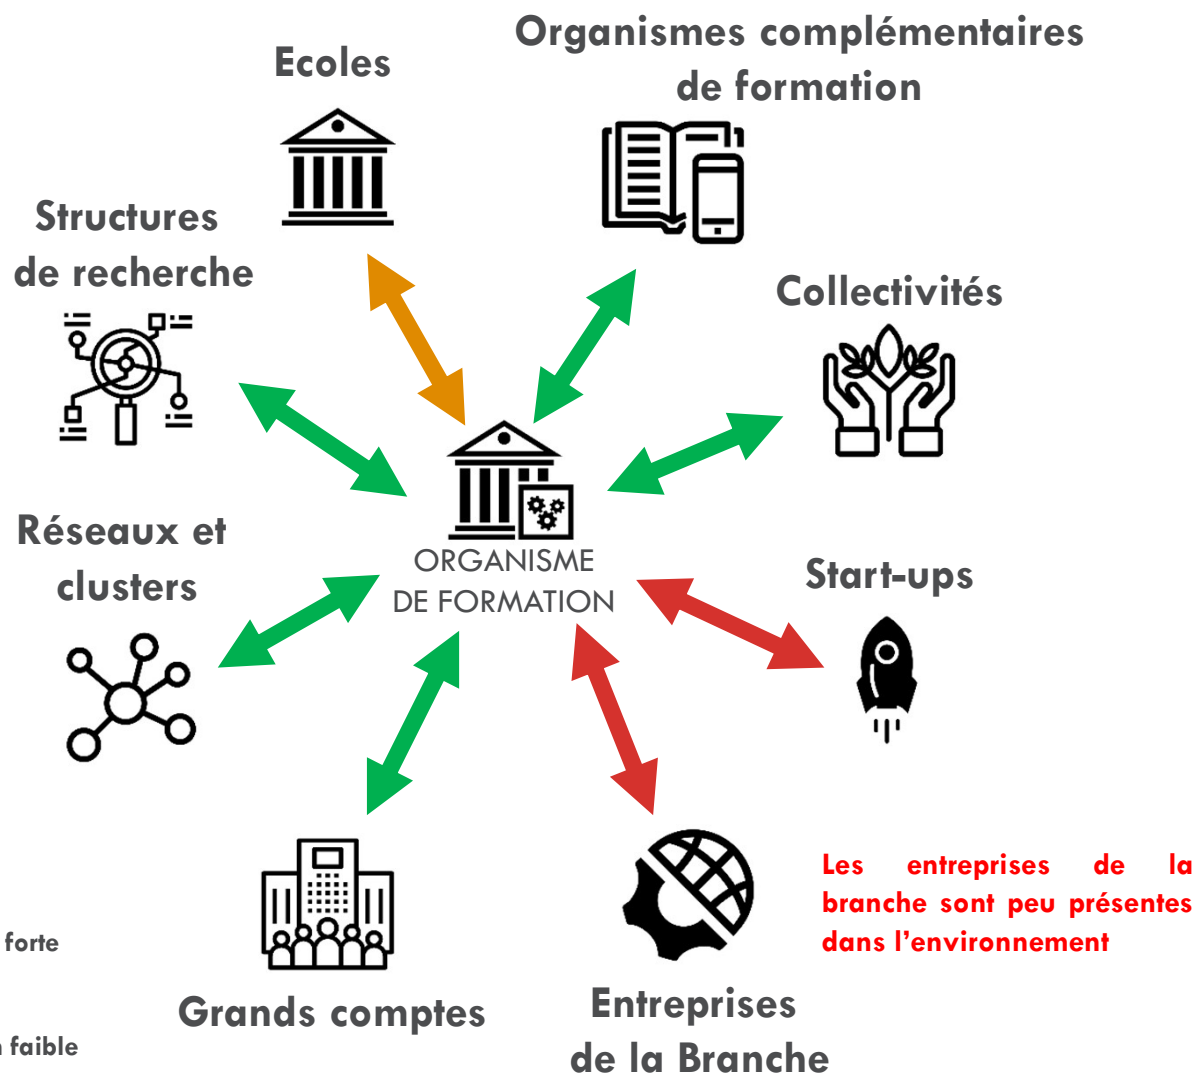 Ecoles
Organismes complémentaires
de formation
Structures
de recherche
Collectivités
Réseaux et
clusters
ORGANISME
DE FORMATION
Start-ups
Les entreprises de la
branche sont peu présentes
dans l’environnement
forte
faible
Grands comptes
Entreprises
de la Branche